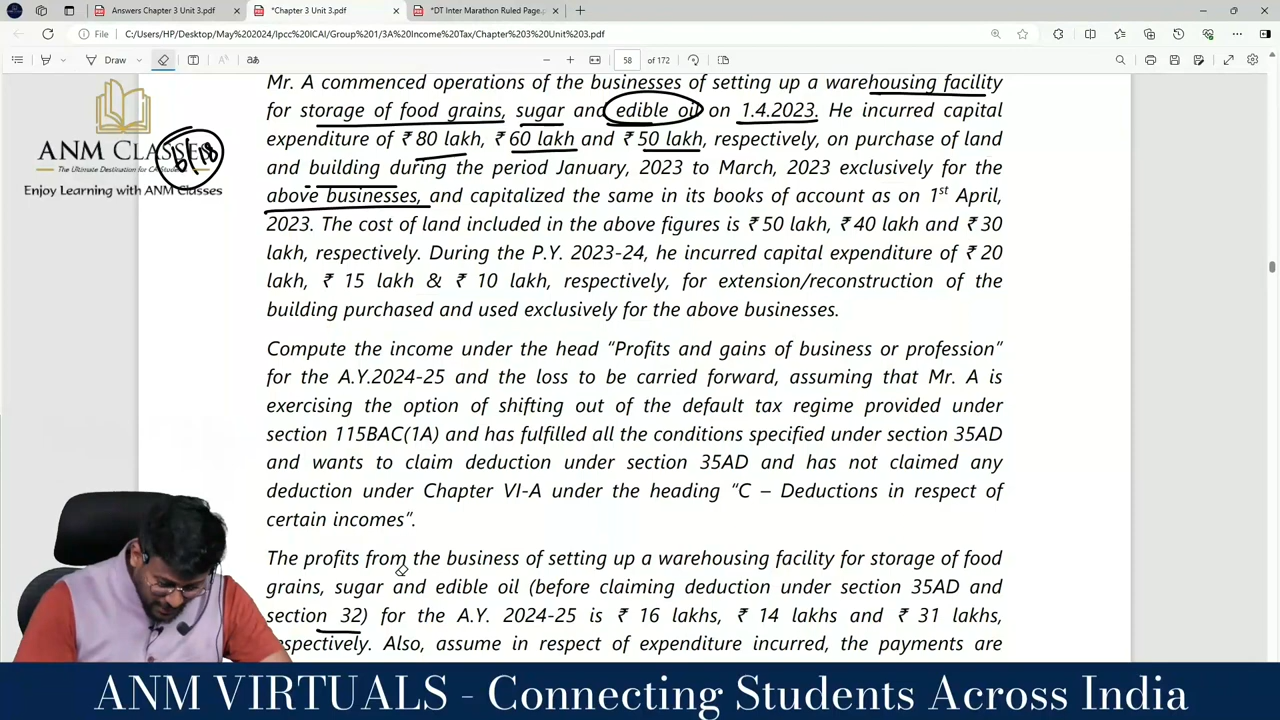 Answers Chapter 3 Unit 3.pdf
*Chapter 3 Unit 3.pdf
*DT Inter Marathon Ruled Page.p
File
C:/Users/HP/Desktop/May%202024/Ipcc%20ICAI/Group%201/3A%20Income%20Tax/Chapter%203%20Unit%203.pdf
Draw
aあ
58 of 172
Mr. A commenced operations of the businesses of setting up a warehousing facility
for storage of food grains, sugar and edible oil on 1.4.2023. He incurred capital
expenditure of ₹ 80 lakh, ₹ 60 lakh and ₹ 50 lakh, respectively, on purchase of land
and building during the period January, 2023 to March, 2023 exclusively for the
above businesses, and capitalized the same in its books of account as on 1st April,
2023. The cost of land included in the above figures is ₹ 50 lakh, ₹ 40 lakh and ₹ 30
lakh, respectively. During the P.Y. 2023-24, he incurred capital expenditure of ₹ 20
lakh, ₹ 15 lakh & ₹ 10 lakh, respectively, for extension/reconstruction of the
building purchased and used exclusively for the above businesses.
Compute the income under the head “Profits and gains of business or profession”
for the A.Y.2024-25 and the loss to be carried forward, assuming that Mr. A is
exercising the option of shifting out of the default tax regime provided under
section 115BAC(1A) and has fulfilled all the conditions specified under section 35AD
and wants to claim deduction under section 35AD and has not claimed any
deduction under Chapter VI-A under the heading “C – Deductions in respect of
certain incomes”.
The profits from the business of setting up a warehousing facility for storage of food
grains, sugar and edible oil (before claiming deduction under section 35AD and
section 32) for the A.Y. 2024-25 is ₹ 16 lakhs, ₹ 14 lakhs and ₹ 31 lakhs,
respectively. Also, assume in respect of expenditure incurred, the payments are
ANM CLASSES
The Ultimate Destination for CA
Enjoy Learning with ANM Classes
ANM VIRTUALS - Connecting Students Across India